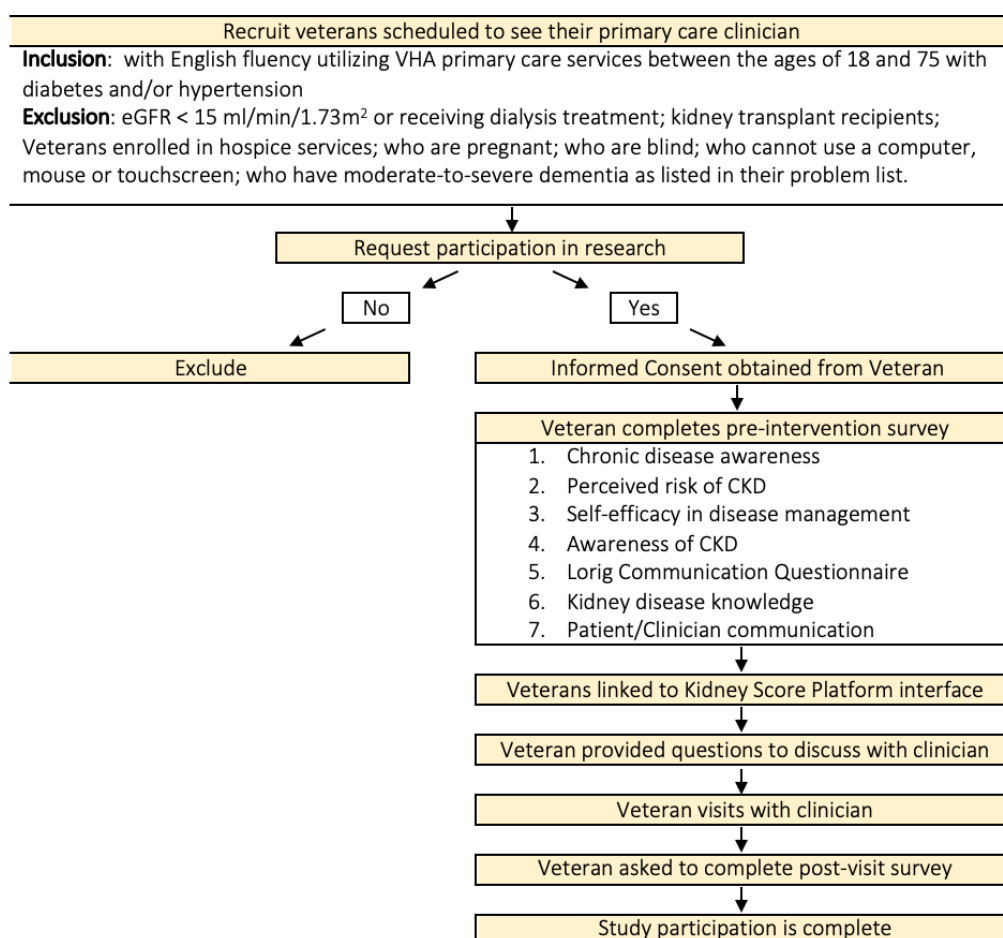 Recruit veterans scheduled to see their primary care clinician
Inclusion: with English fluency utilizing VHA primary care services between the ages of 18 and 75 with
diabetes and/or hypertension
Exclusion: eGFR < 15 ml/min/1.73m² or receiving dialysis treatment; kidney transplant recipients;
Veterans enrolled in hospice services; who are pregnant; who are blind; who cannot use a computer,
mouse or touchscreen; who have moderate-to-severe dementia as listed in their problem list.
Request participation in research
No
Yes
Exclude
Informed Consent obtained from Veteran
Veteran completes pre-intervention survey
1. Chronic disease awareness
2. Perceived risk of CKD
3. Self-efficacy in disease management
4. Awareness of CKD
5. Lorig Communication Questionnaire
6. Kidney disease knowledge
7. Patient/Clinician communication
Veterans linked to Kidney Score Platform interface
Veteran provided questions to discuss with clinician
Veteran visits with clinician
Veteran asked to complete post-visit survey
Study participation is complete